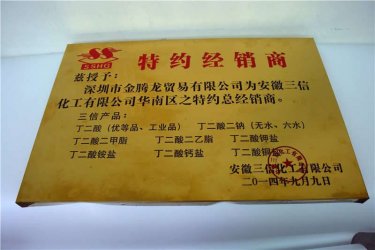 SSHG
特约经销商
兹授予：
深圳市金腾龙贸易有限公司为安徽三信
化工有限公司华南区之特约总经销商。
三信产品：
丁二酸（优等品、工业品） 丁二酸二钠（无水、六水）
丁二酸二甲脂 丁二酸二乙脂 丁二酸钾盐
丁二酸铵盐 丁二酸钙盐 丁二酸铜
安徽三信化工有限公司
二0一四年九月九日